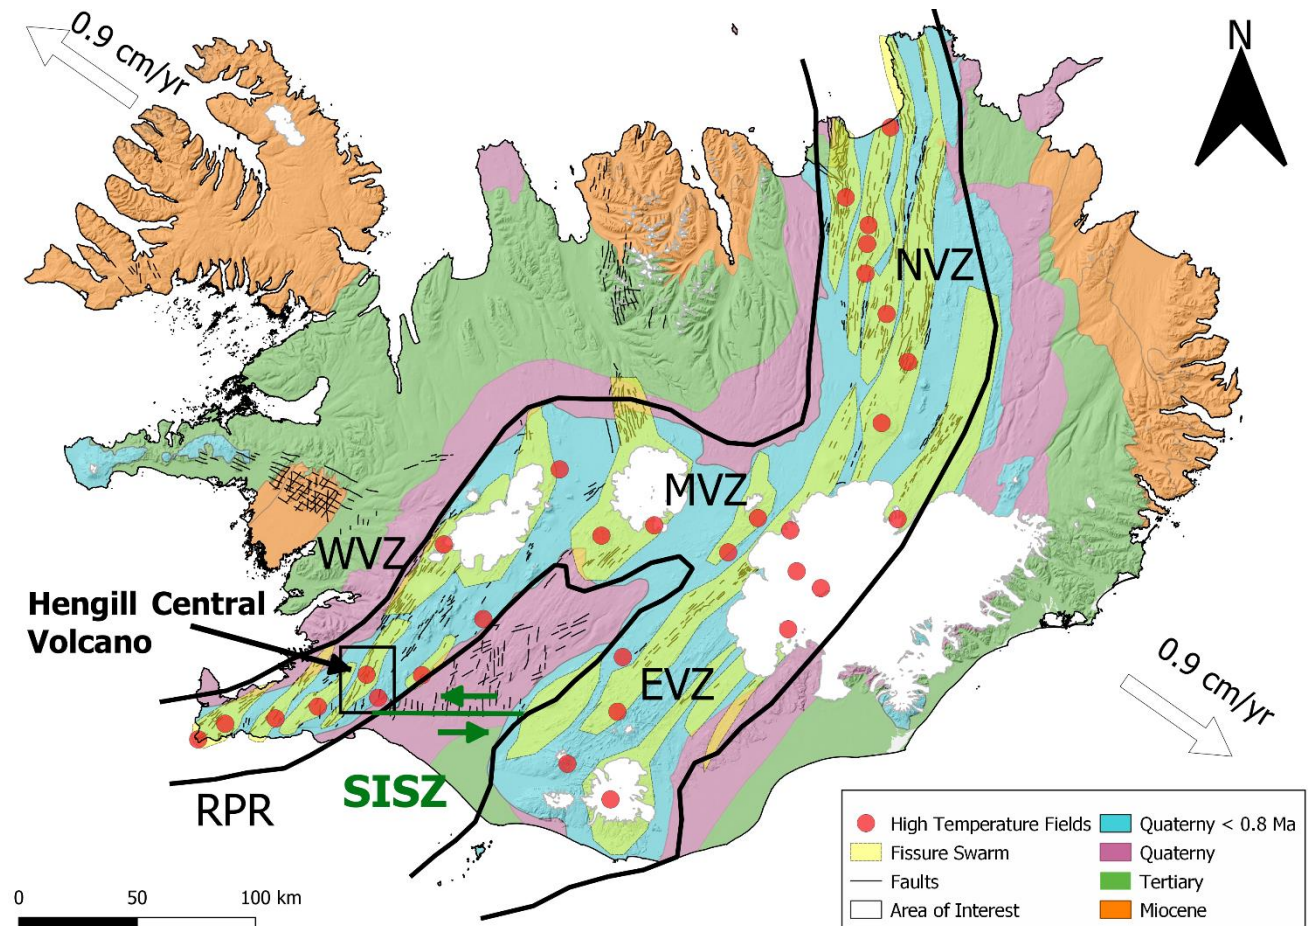 0.9 cm/yr
N
NVZ
MVZ
WVZ
Hengill Central
Volcano
EVZ
0.9 cm/yr
SISZ
RPR
High Temperature Fields
Fissure Swarm
Faults
Area of Interest
Quaterny < 0.8 Ma
Quaterny
Tertiary
Miocene
0 50 100 km